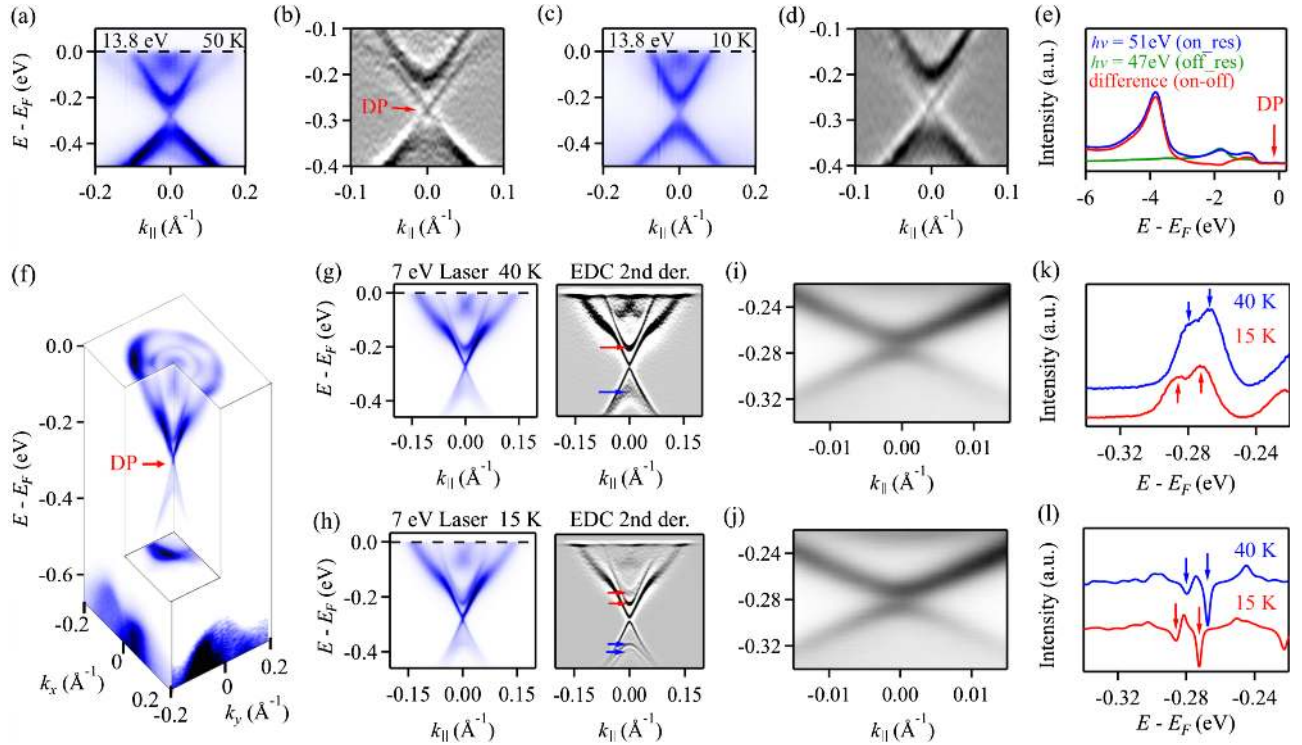 (a)
13.8 eV 50 K
E - E_F (eV)
0.0
-0.2
-0.4
-0.2 0.0 0.2
k_|| (Å⁻¹)
(b)
-0.1
-0.2
-0.3
-0.4
DP
-0.1 0.0 0.1
k_|| (Å⁻¹)
(c)
13.8 eV 10 K
0.0
-0.2
-0.4
-0.2 0.0 0.2
k_|| (Å⁻¹)
(d)
-0.1
-0.2
-0.3
-0.4
-0.1 0.0 0.1
k_|| (Å⁻¹)
(e)
hν = 51eV (on_res)
hν = 47eV (off_res)
difference (on-off)
DP
Intensity (a.u.)
-6 -4 -2 0
E - E_F (eV)
(f)
E - E_F (eV)
0.0
-0.2
DP
-0.4
-0.6
-0.2
0
0.2
k_x (Å⁻¹)
-0.2
0
0.2
k_y (Å⁻¹)
(g)
7 eV Laser 40 K
EDC 2nd der.
E - E_F (eV)
0.0
-0.2
-0.4
-0.15 0.00 0.15
-0.15 0.00 0.15
k_|| (Å⁻¹)
k_|| (Å⁻¹)
(h)
7 eV Laser 15 K
EDC 2nd der.
E - E_F (eV)
0.0
-0.2
-0.4
-0.15 0.00 0.15
-0.15 0.00 0.15
k_|| (Å⁻¹)
k_|| (Å⁻¹)
(i)
-0.24
-0.28
-0.32
-0.01 0.00 0.01
k_|| (Å⁻¹)
(j)
-0.24
-0.28
-0.32
-0.01 0.00 0.01
k_|| (Å⁻¹)
(k)
40 K
15 K
Intensity (a.u.)
-0.32 -0.28 -0.24
E - E_F (eV)
(l)
40 K
15 K
Intensity (a.u.)
-0.32 -0.28 -0.24
E - E_F (eV)